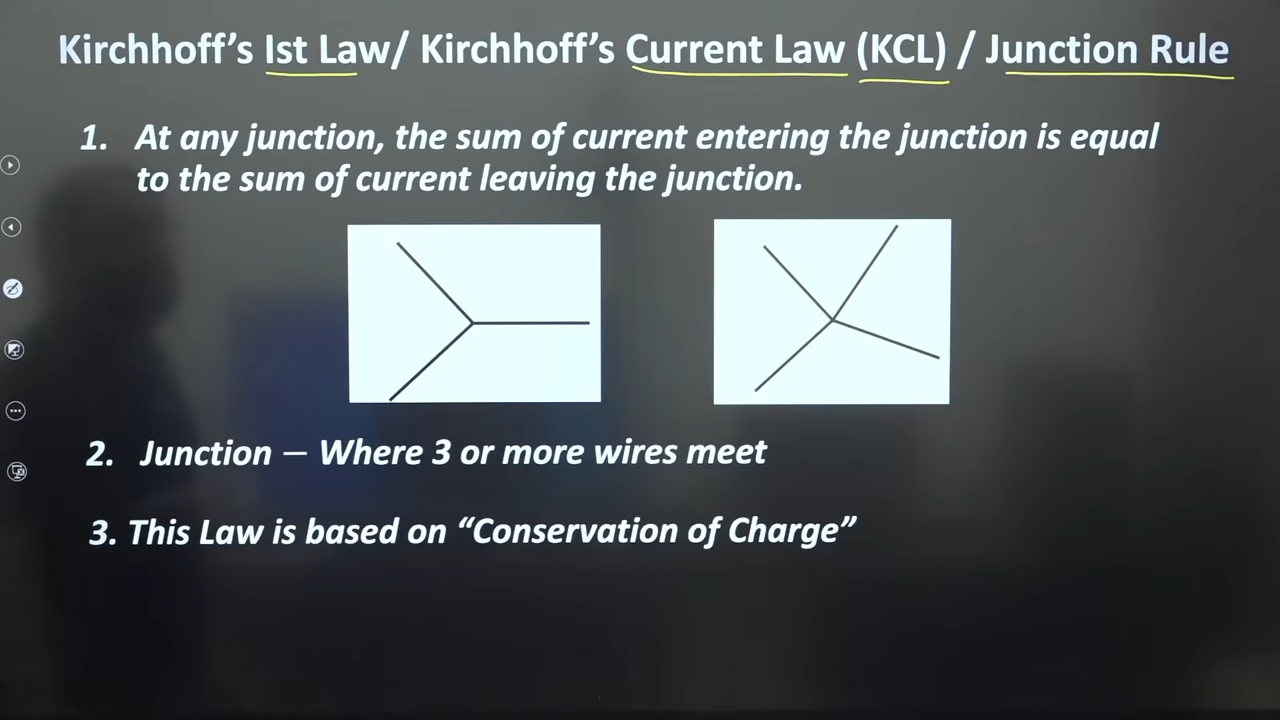 Kirchhoff’s Ist Law/ Kirchhoff’s Current Law (KCL) / Junction Rule
1. At any junction, the sum of current entering the junction is equal
to the sum of current leaving the junction.
2. Junction – Where 3 or more wires meet
3. This Law is based on “Conservation of Charge”